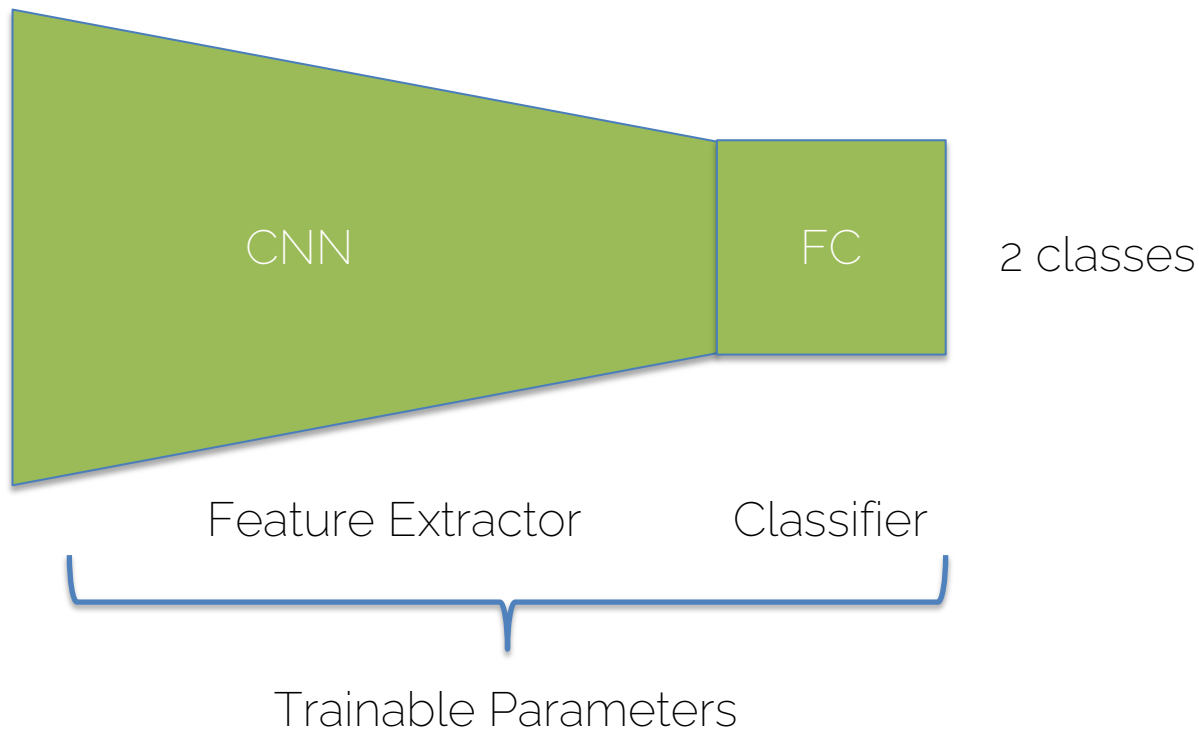 CNN
FC
2 classes
Feature Extractor
Classifier
Trainable Parameters